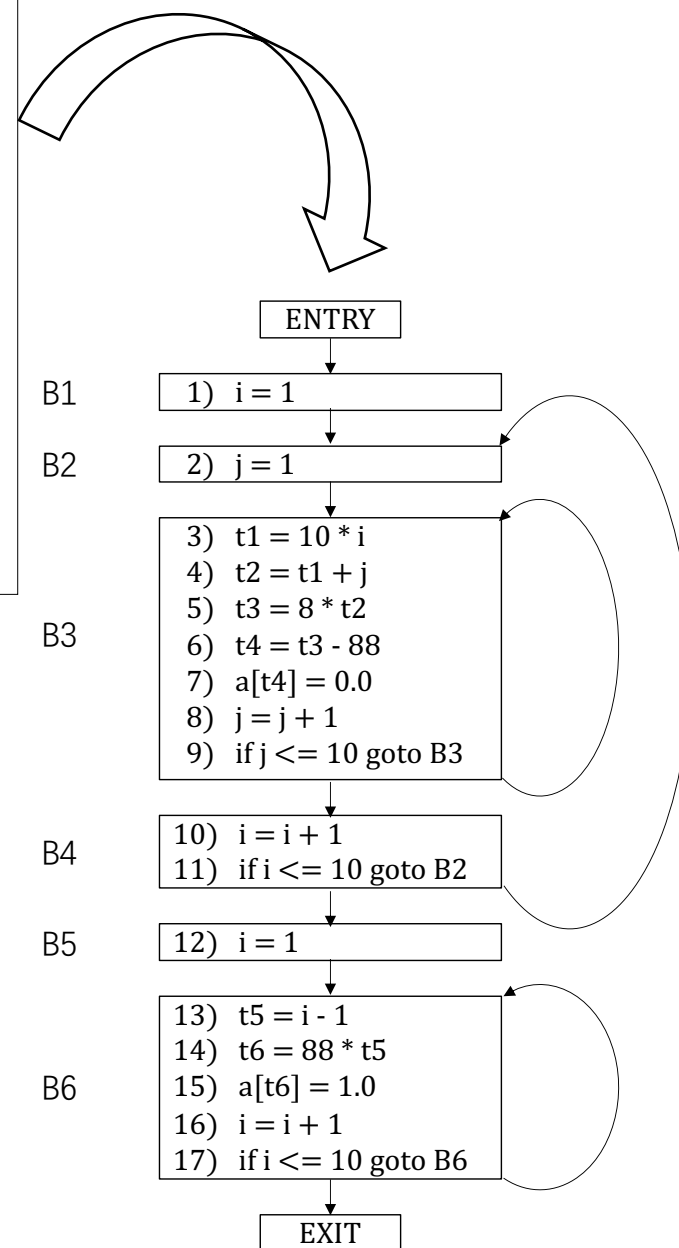 ENTRY
B1
1) i = 1
B2
2) j = 1
B3
3) t1 = 10 * i
4) t2 = t1 + j
5) t3 = 8 * t2
6) t4 = t3 - 88
7) a[t4] = 0.0
8) j = j + 1
9) if j <= 10 goto B3
B4
10) i = i + 1
11) if i <= 10 goto B2
B5
12) i = 1
B6
13) t5 = i - 1
14) t6 = 88 * t5
15) a[t6] = 1.0
16) i = i + 1
17) if i <= 10 goto B6
EXIT